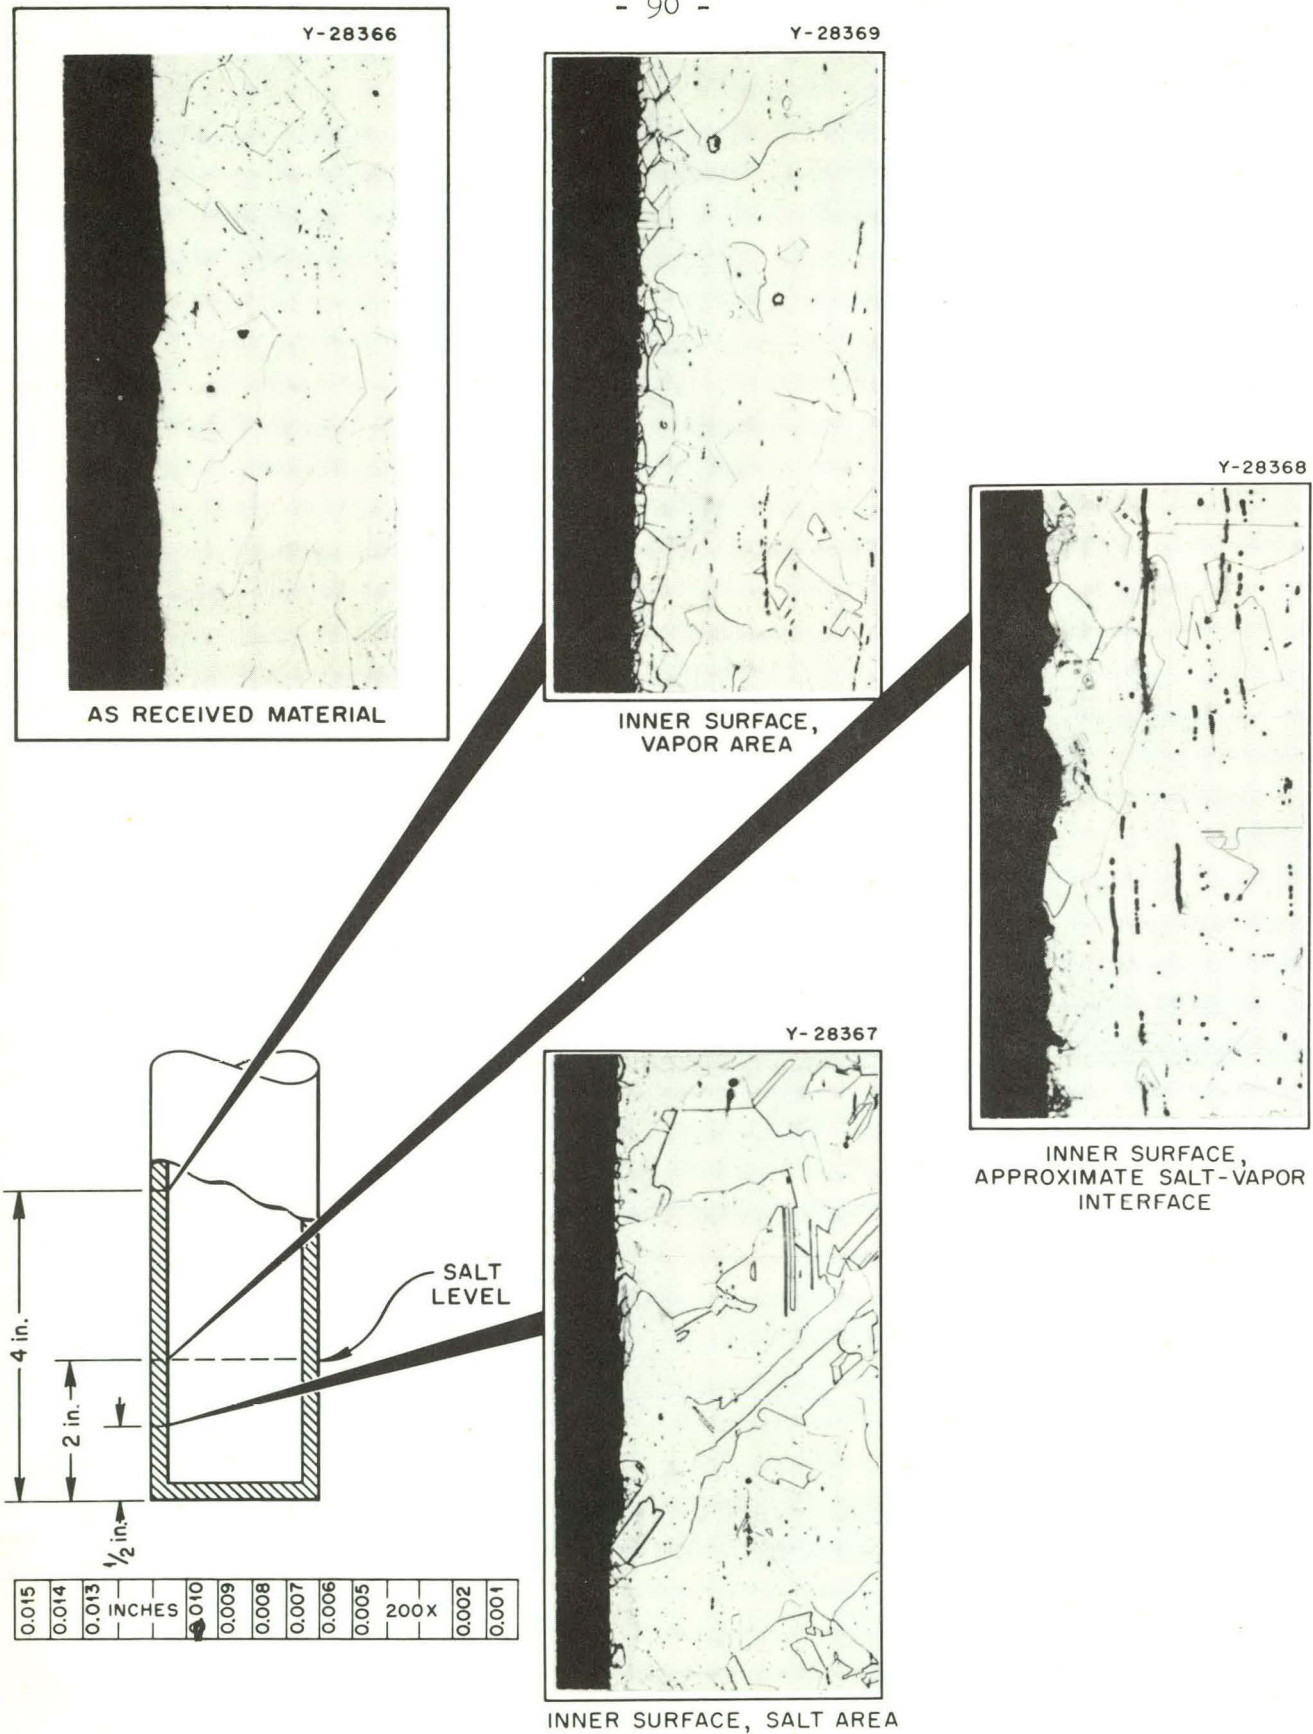 - 90 -
Y-28366
AS RECEIVED MATERIAL
Y-28369
INNER SURFACE,
VAPOR AREA
Y-28368
INNER SURFACE,
APPROXIMATE SALT-VAPOR
INTERFACE
Y-28367
INNER SURFACE, SALT AREA
SALT
LEVEL
4 in.
2 in.
1/2 in.
0.015
0.014
0.013
INCHES
0.010
0.009
0.008
0.007
0.006
0.005
200X
0.002
0.001